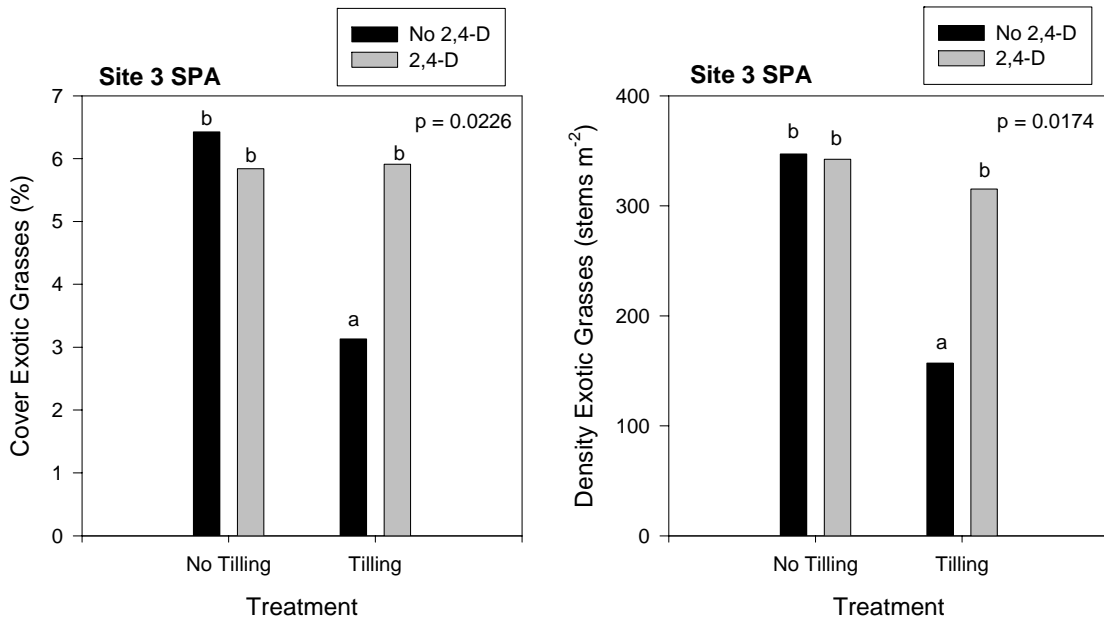 No 2,4-D
2,4-D
Site 3 SPA
p = 0.0226
Cover Exotic Grasses (%)
7
6
5
4
3
2
1
0
b
b
b
a
No Tilling
Tilling
Treatment
No 2,4-D
2,4-D
Site 3 SPA
p = 0.0174
Density Exotic Grasses (stems m⁻²)
400
300
200
100
0
b
b
b
a
No Tilling
Tilling
Treatment